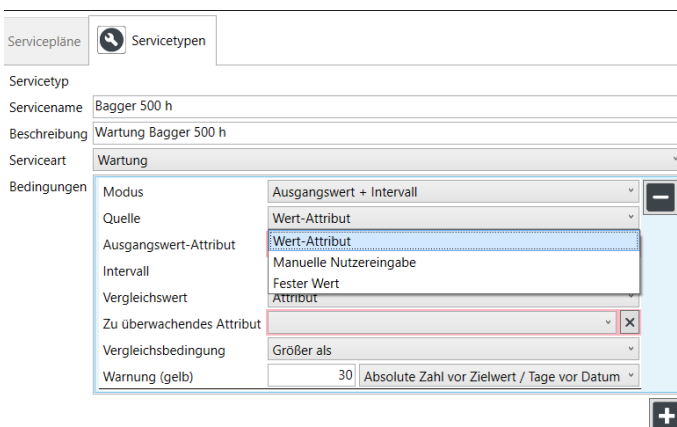 Servicepläne
Servicetypen
Servicetyp
Servicename Bagger 500 h
Beschreibung Wartung Bagger 500 h
Serviceart Wartung
Bedingungen
Modus Ausgangswert + Intervall
Quelle Wert-Attribut
Ausgangswert-Attribut Wert-Attribut
Intervall Manuelle Nutzereingabe
Fester Wert
Vergleichswert Attribut
Zu überwachendes Attribut
Vergleichsbedingung Größer als
Warnung (gelb) 30 Absolute Zahl vor Zielwert / Tage vor Datum